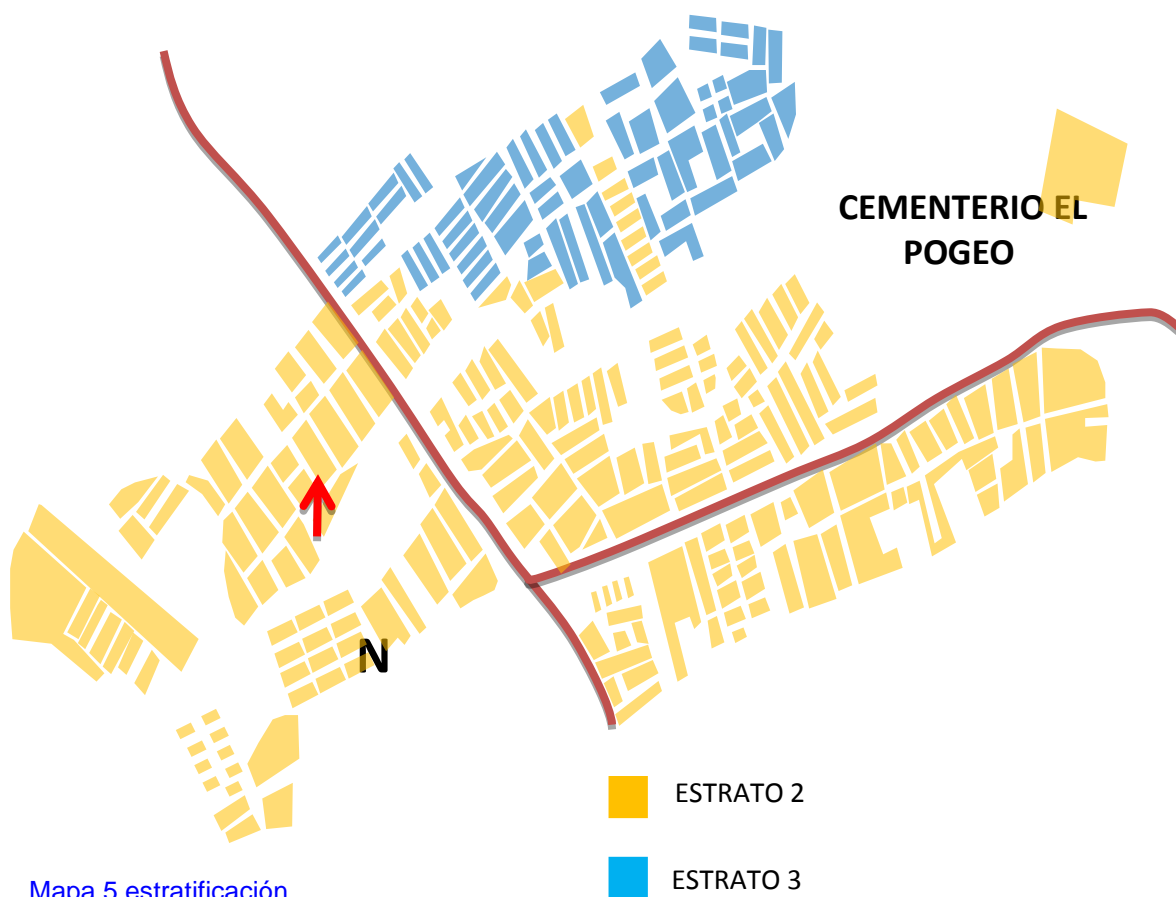 CEMENTERIO EL
POGEO
N
ESTRATO 2
ESTRATO 3
Mapa 5 estratificación